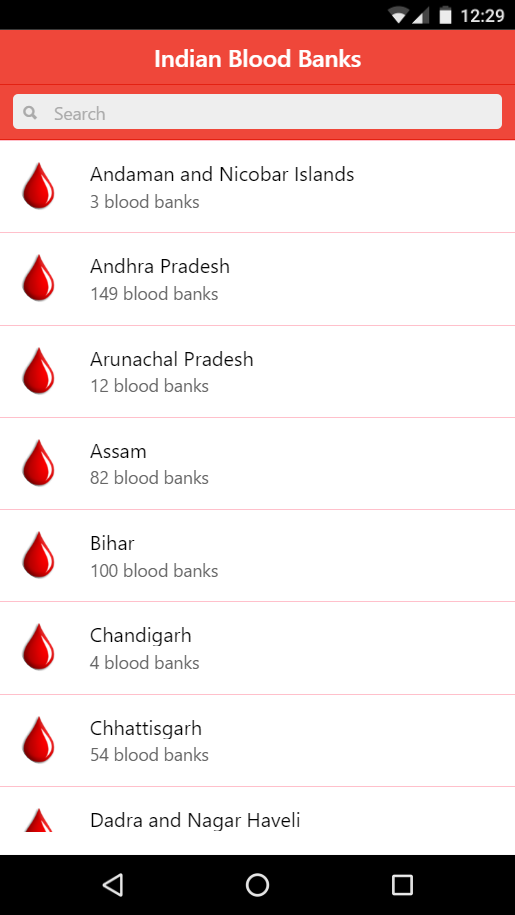 12:29
Indian Blood Banks
Search
Andaman and Nicobar Islands
3 blood banks
Andhra Pradesh
149 blood banks
Arunachal Pradesh
12 blood banks
Assam
82 blood banks
Bihar
100 blood banks
Chandigarh
4 blood banks
Chhattisgarh
54 blood banks
Dadra and Nagar Haveli